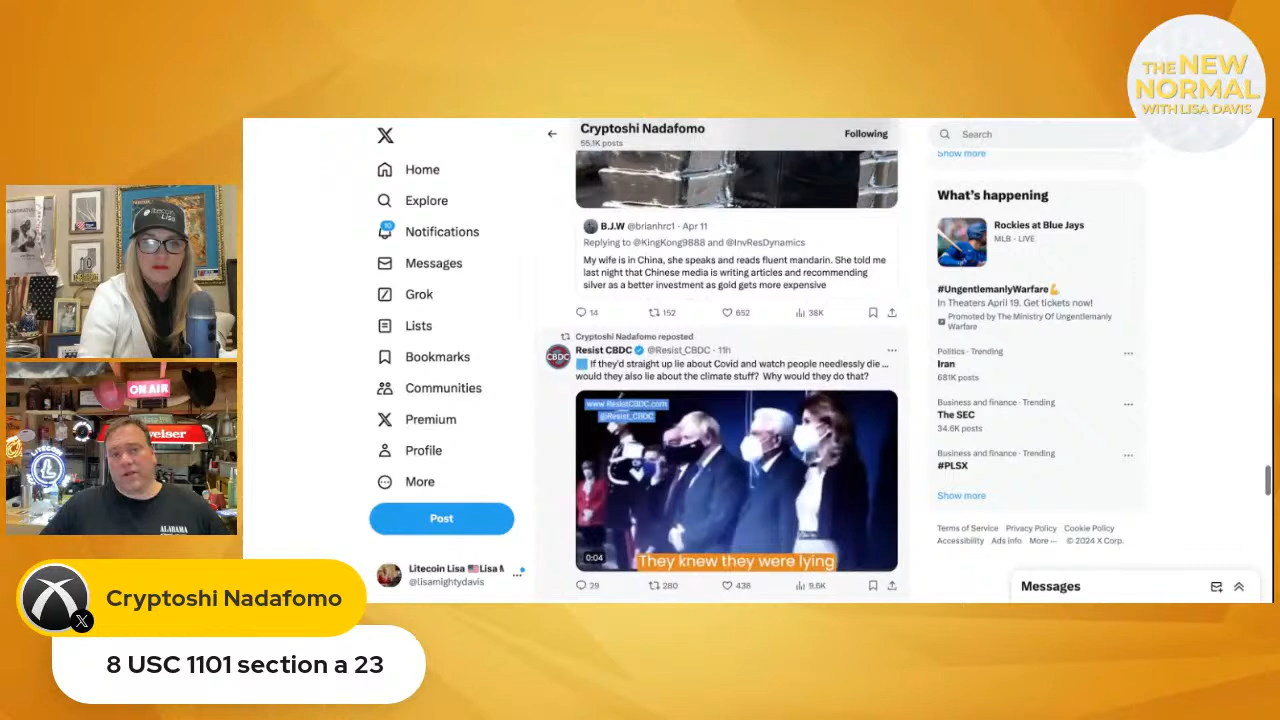 THE NEW
NORMAL
WITH LISA DAVIS
Cryptoshi Nadafomo
55.1K posts
Following
Search
Show more
Home
Explore
10
Notifications
Messages
Grok
Lists
Bookmarks
Communities
Premium
Profile
More
Post
Litecoin Lisa 🇺🇸Lisa M
@lisamightydavis
B.J.W @brianhrc1 · Apr 11
Replying to @KingKong9888 and @InvResDynamics
My wife is in China, she speaks and reads fluent mandarin. She told me
last night that Chinese media is writing articles and recommending
silver as a better investment as gold gets more expensive
14 152 652 38K
Cryptoshi Nadafomo reposted
CBDC
Resist CBDC @Resist_CBDC · 11h
If they'd straight up lie about Covid and watch people needlessly die ...
would they also lie about the climate stuff? Why would they do that?
www.ResistCBDC.com
@Resist_CBDC
They knew they were lying
0:04
29 280 438 9.6K
What's happening
Rockies at Blue Jays
MLB · LIVE
#UngentlemanlyWarfare💪
In Theaters April 19. Get tickets now!
Promoted by The Ministry Of Ungentlemanly
Warfare
Politics · Trending
Iran
681K posts
Business and finance · Trending
The SEC
34.6K posts
Business and finance · Trending
#PLSX
Show more
Terms of Service Privacy Policy Cookie Policy
Accessibility Ads info More ··· © 2024 X Corp.
Messages
litecoin
Lisa
ON AIR
weiser
LITECOIN
ALABAMA
Cryptoshi Nadafomo
8 USC 1101 section a 23